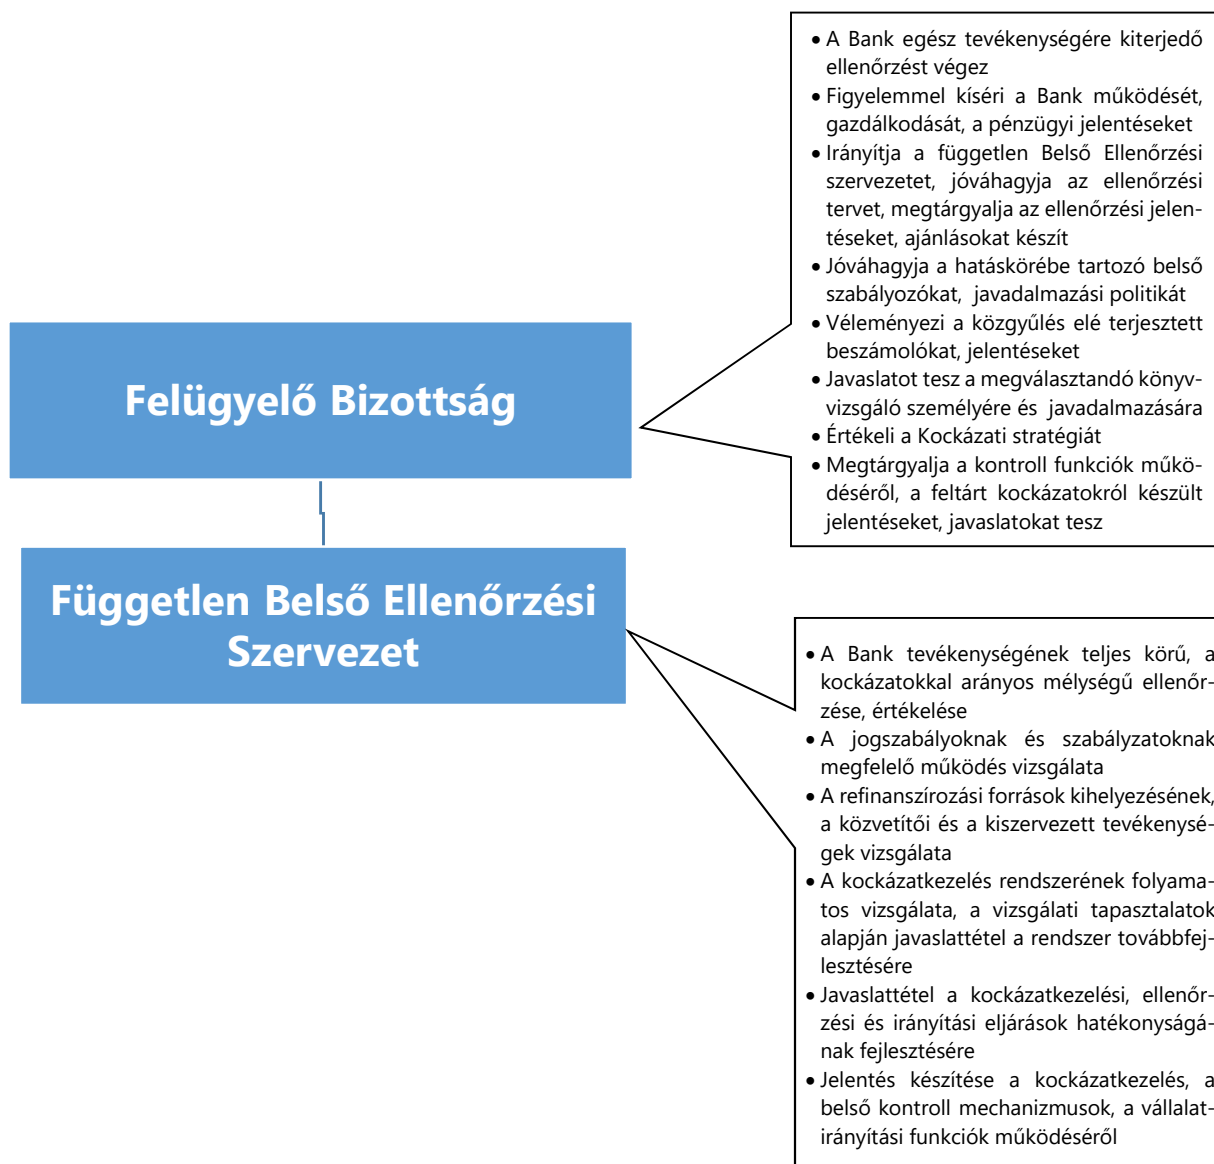 • A Bank egész tevékenységére kiterjedő
ellenőrzést végez
• Figyelemmel kíséri a Bank működését,
gazdálkodását, a pénzügyi jelentéseket
• Irányítja a független Belső Ellenőrzési
szervezetet, jóváhagyja az ellenőrzési
tervet, megtárgyalja az ellenőrzési jelen-
téseket, ajánlásokat készít
• Jóváhagyja a hatáskörébe tartozó belső
szabályozókat, javadalmazási politikát
• Véleményezi a közgyűlés elé terjesztett
beszámolókat, jelentéseket
• Javaslatot tesz a megválasztandó könyv-
vizsgáló személyére és javadalmazására
• Értékeli a Kockázati stratégiát
• Megtárgyalja a kontroll funkciók műkö-
déséről, a feltárt kockázatokról készült
jelentéseket, javaslatokat tesz
Felügyelő Bizottság
Független Belső Ellenőrzési
Szervezet
• A Bank tevékenységének teljes körű, a
kockázatokkal arányos mélységű ellenőr-
zése, értékelése
• A jogszabályoknak és szabályzatoknak
megfelelő működés vizsgálata
• A refinanszírozási források kihelyezésének,
a közvetítői és a kiszervezett tevékenysé-
gek vizsgálata
• A kockázatkezelés rendszerének folyama-
tos vizsgálata, a vizsgálati tapasztalatok
alapján javaslattétel a rendszer továbbfej-
lesztésére
• Javaslattétel a kockázatkezelési, ellenőr-
zési és irányítási eljárások hatékonyságá-
nak fejlesztésére
• Jelentés készítése a kockázatkezelés, a
belső kontroll mechanizmusok, a vállalat-
irányítási funkciók működéséről